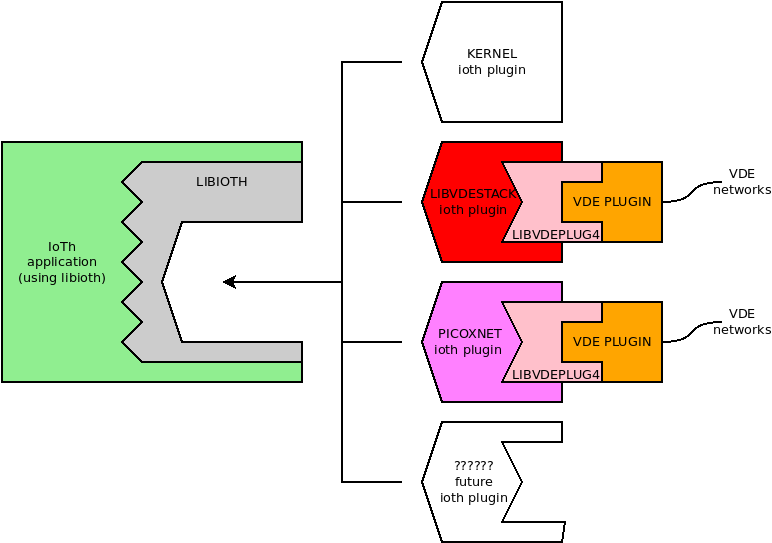 KERNEL
ioth plugin
LIBIOTH
IoTh
application
(using libioth)
LIBVDESTACK
ioth plugin
VDE PLUGIN
LIBVDEPLUG4
VDE
networks
PICOXNET
ioth plugin
VDE PLUGIN
LIBVDEPLUG4
VDE
networks
??????
future
ioth plugin